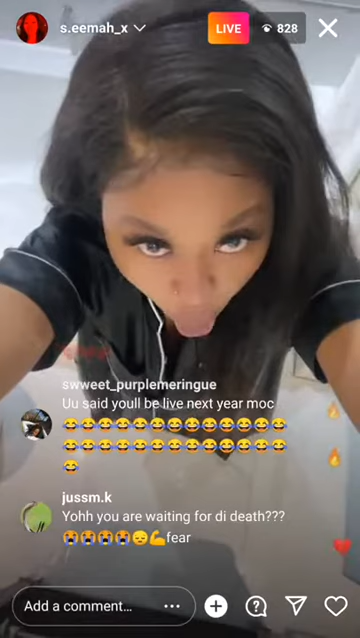 s.eemah_x
LIVE
828
swweet_purplemeringue
Uu said youll be live next year moc
😂😂😂😂😂😂😂😂😂😂😂😂😂
😂😂😂😂😂😂😂😂😂😂😂😂😂
😂
jussm.k
Yohh you are waiting for di death???
😭😭😭😭😔💪fear
Add a comment...